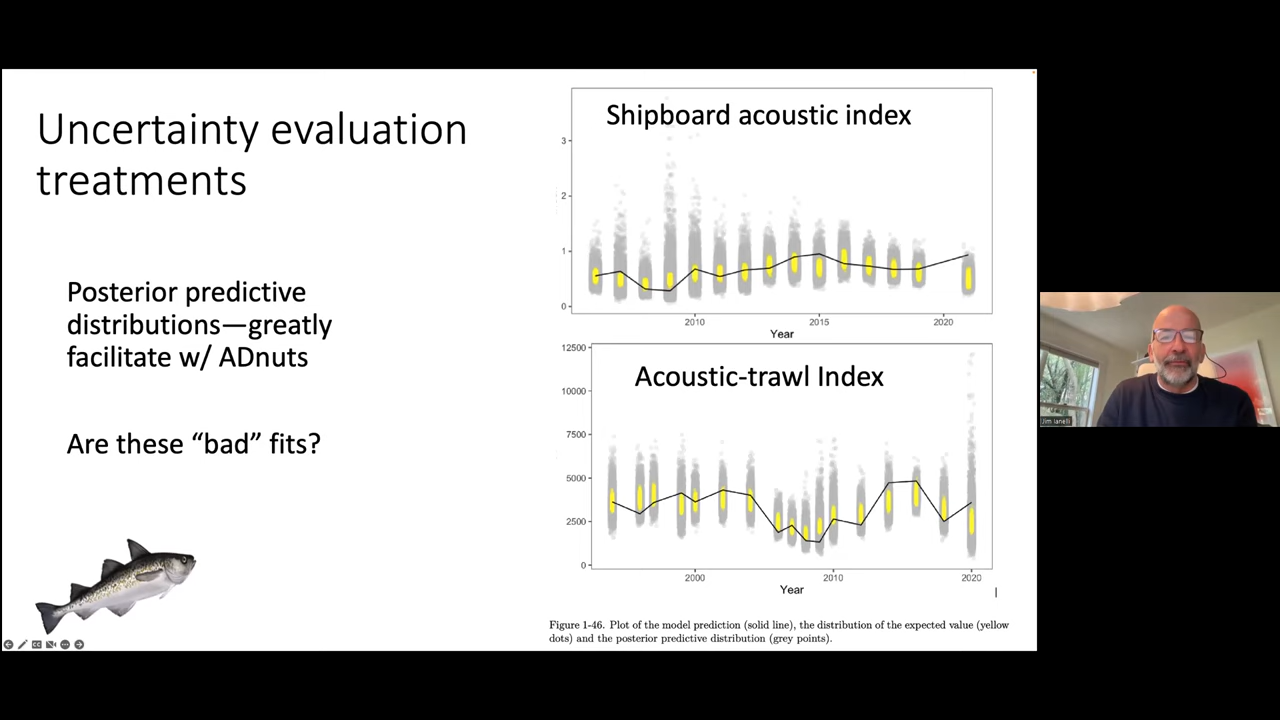 Uncertainty evaluation
treatments
Posterior predictive
distributions—greatly
facilitate w/ ADnuts
Are these “bad” fits?
Shipboard acoustic index
3
2
1
0
2010
2015
2020
Year
Acoustic-trawl Index
12500
10000
7500
5000
2500
0
2000
2010
2020
Year
Figure 1-46. Plot of the model prediction (solid line), the distribution of the expected value (yellow
dots) and the posterior predictive distribution (grey points).
Jim Ianelli